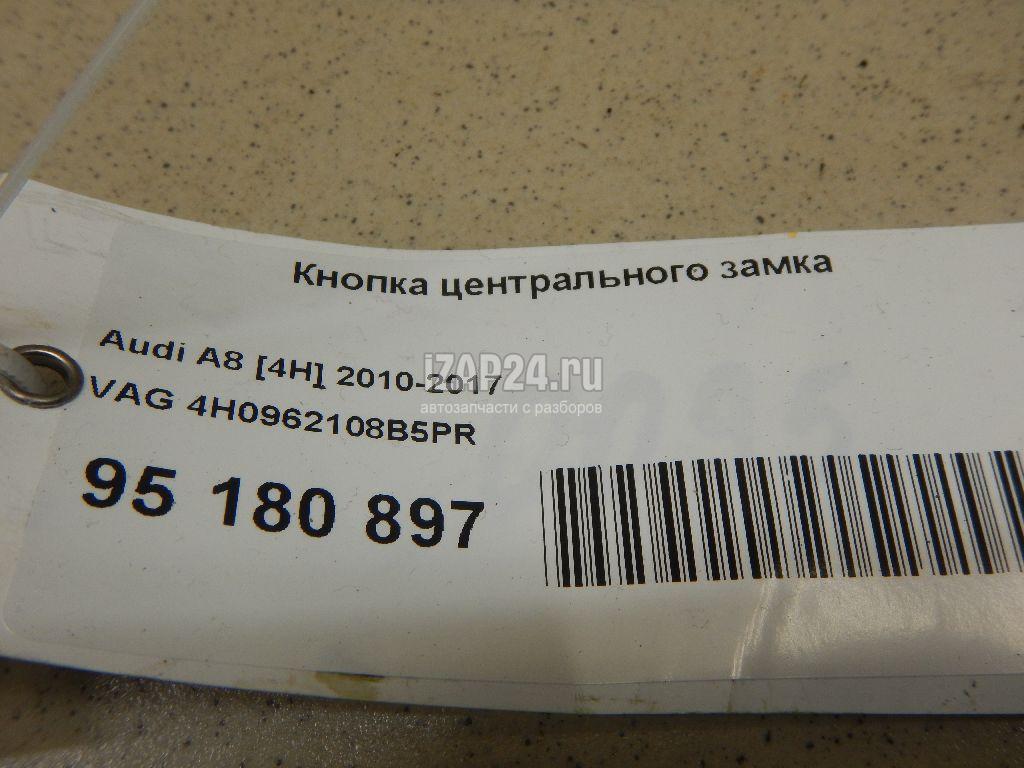 Кнопка центрального замка
Audi A8 [4H] 2010-2017
iZAP24.ru
автозапчасти с разборов
VAG 4H0962108B5PR
95 180 897